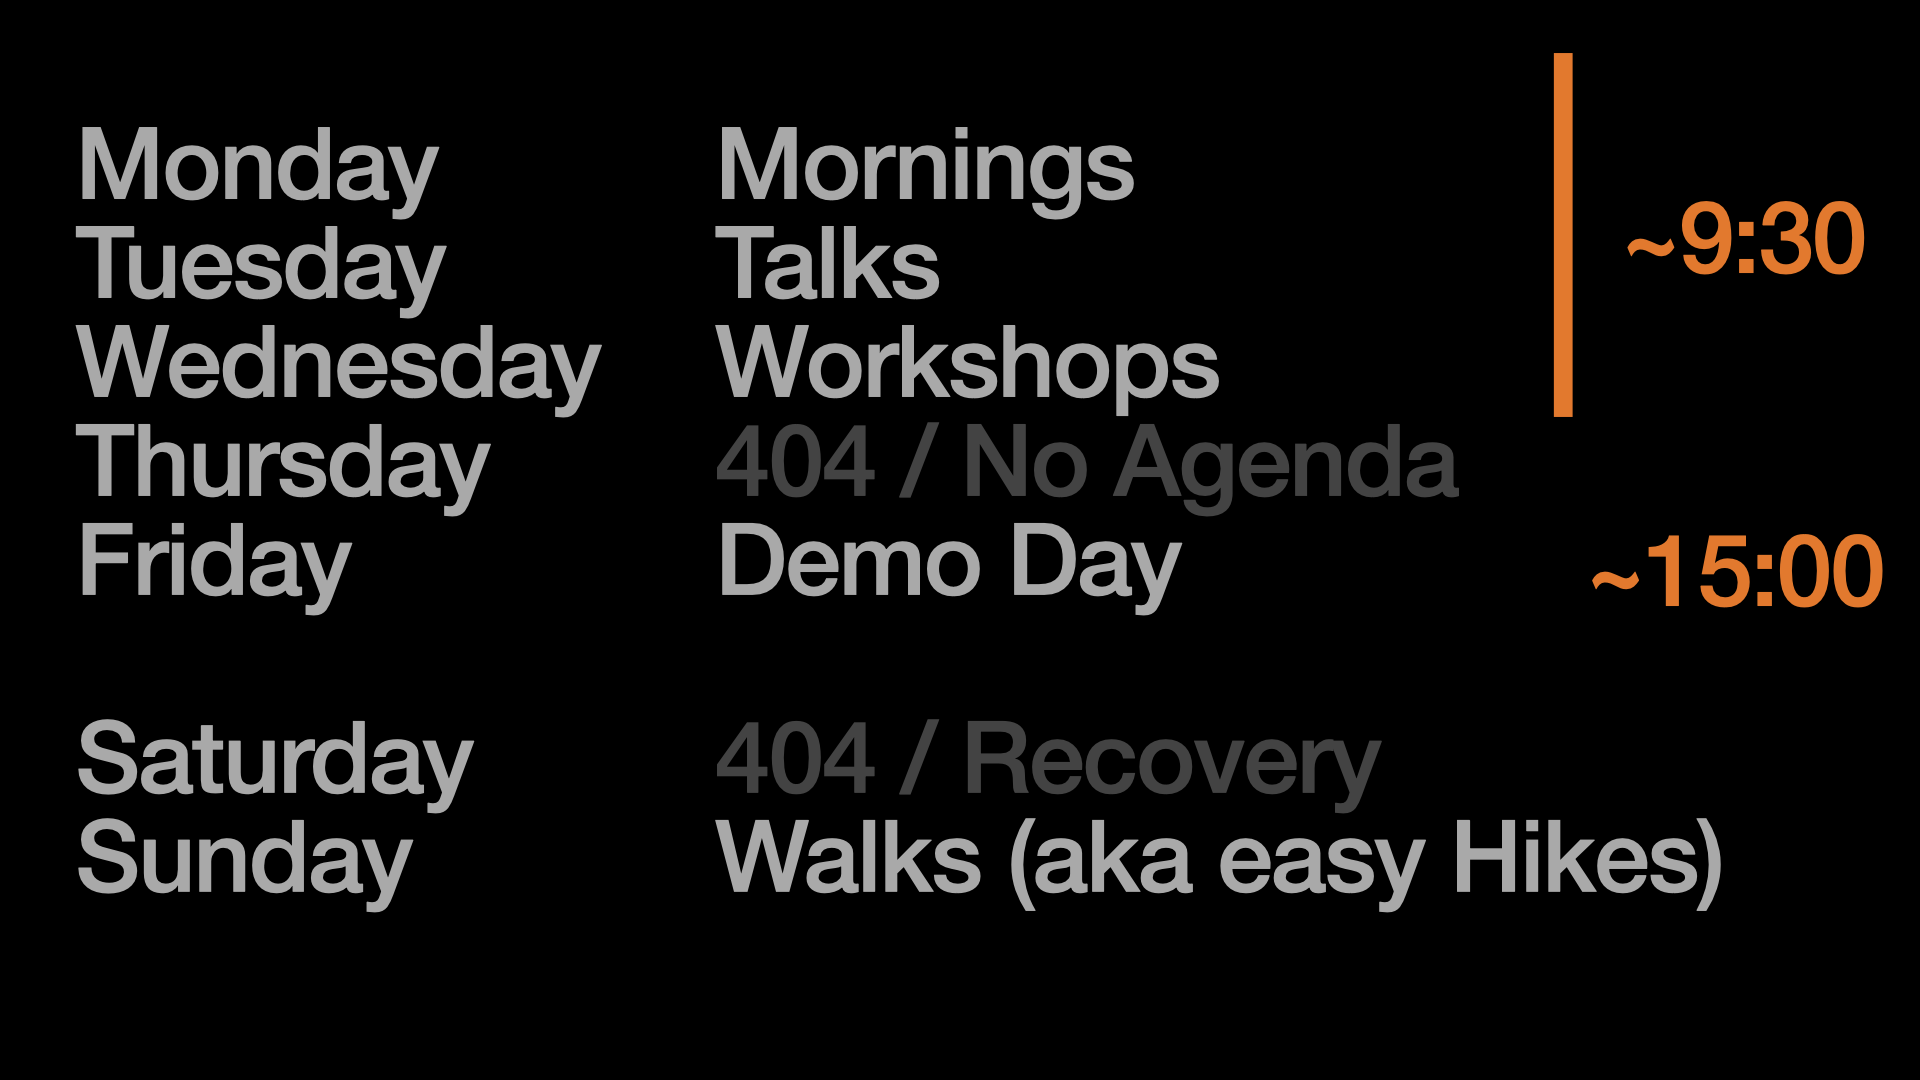 Monday Mornings
Tuesday Talks ~9:30
Wednesday Workshops
Thursday 404 / No Agenda
Friday Demo Day ~15:00
Saturday 404 / Recovery
Sunday Walks (aka easy Hikes)